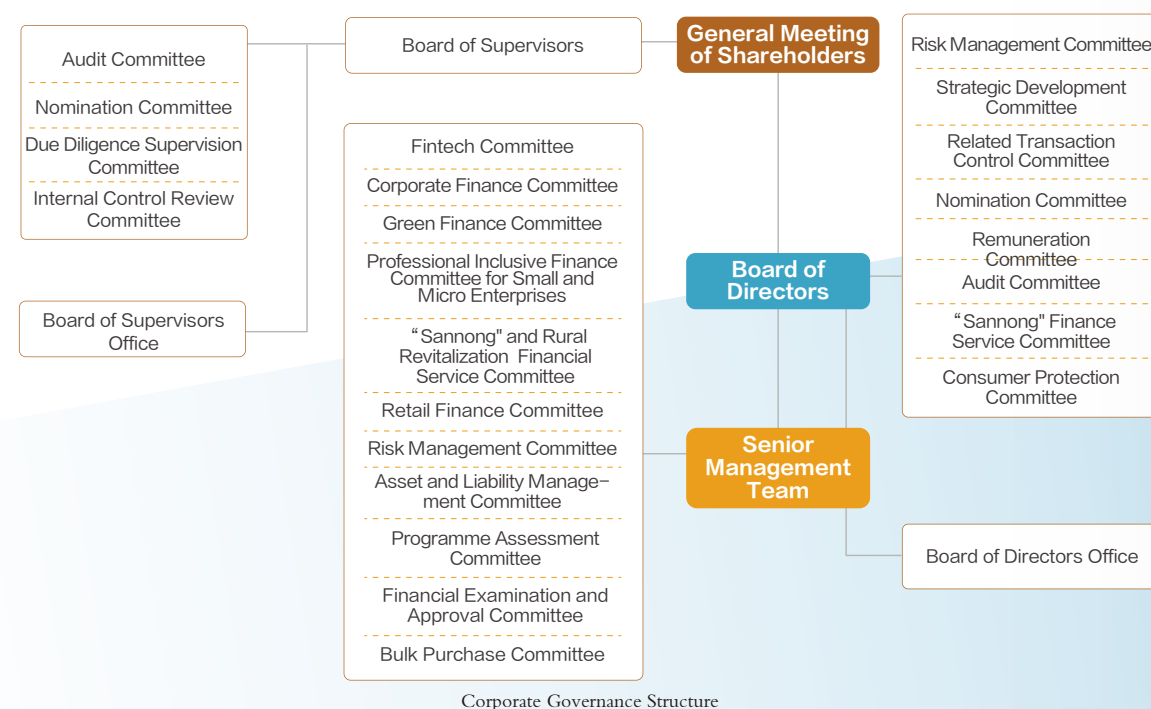 Audit Committee
Nomination Committee
Due Diligence Supervision
Committee
Internal Control Review
Committee
Board of Supervisors
Office
Board of Supervisors
General Meeting
of Shareholders
Fintech Committee
Corporate Finance Committee
Green Finance Committee
Professional Inclusive Finance
Committee for Small and
Micro Enterprises
“Sannong" and Rural
Revitalization Financial
Service Committee
Retail Finance Committee
Risk Management Committee
Asset and Liability Manage-
ment Committee
Programme Assessment
Committee
Financial Examination and
Approval Committee
Bulk Purchase Committee
Board of
Directors
Senior
Management
Team
Risk Management Committee
Strategic Development
Committee
Related Transaction
Control Committee
Nomination Committee
Remuneration
Committee
Audit Committee
“Sannong" Finance
Service Committee
Consumer Protection
Committee
Board of Directors Office
Corporate Governance Structure